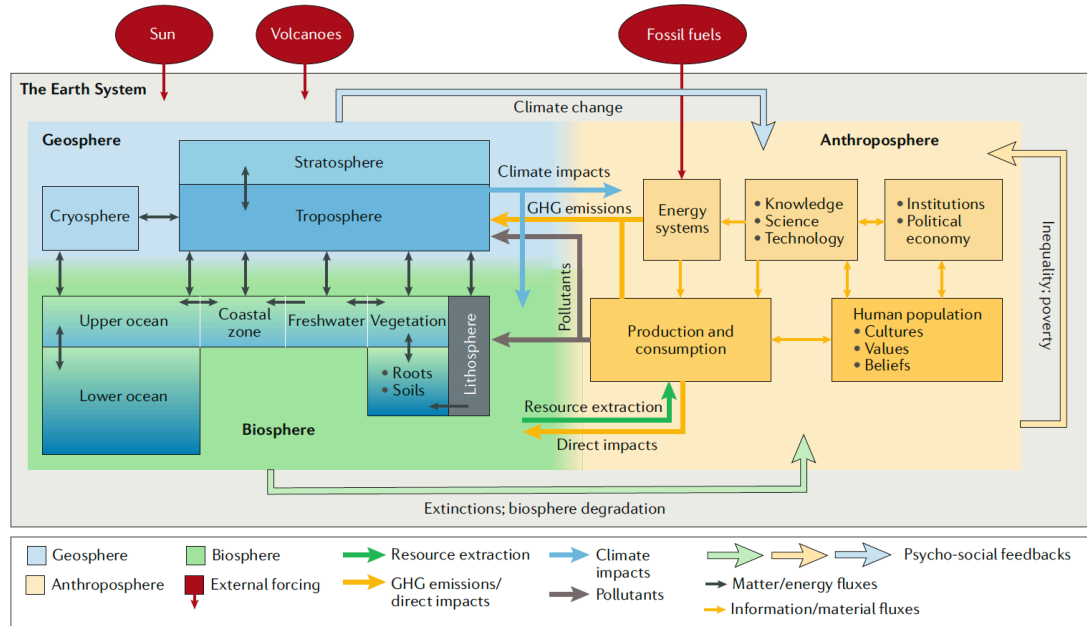 Sun
Volcanoes
Fossil fuels
The Earth System
Climate change
Geosphere
Anthroposphere
Stratosphere
Troposphere
Cryosphere
Climate impacts
GHG emissions
Pollutants
Energy
systems
• Knowledge
• Science
• Technology
• Institutions
• Political
economy
Inequality; poverty
Upper ocean
Coastal
zone
Freshwater
Vegetation
Lithosphere
• Roots
• Soils
Lower ocean
Biosphere
Production and
consumption
Human population
• Cultures
• Values
• Beliefs
Resource extraction
Direct impacts
Extinctions; biosphere degradation
Geosphere
Anthroposphere
Biosphere
External forcing
Resource extraction
GHG emissions/
direct impacts
Climate
impacts
Pollutants
Psycho-social feedbacks
Matter/energy fluxes
Information/material fluxes